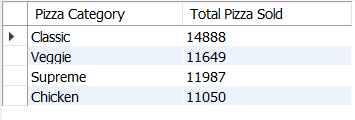 Pizza Category Total Pizza Sold
Classic 14888
Veggie 11649
Supreme 11987
Chicken 11050